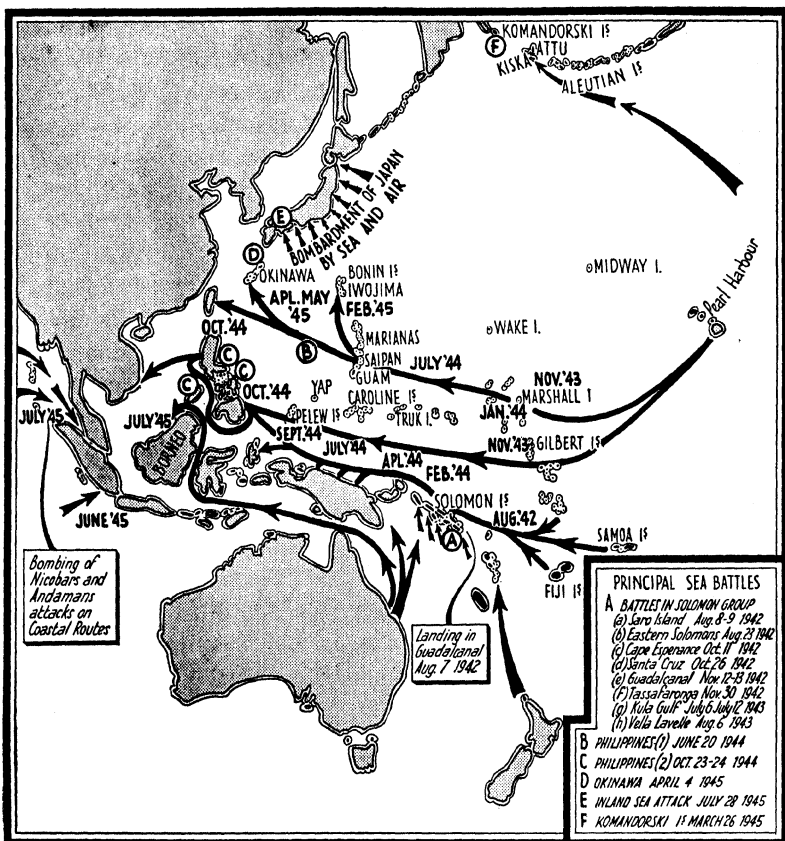 KOMANDORSKI IS
F
ATTU
KISKA
ALEUTIAN IS
BOMBARDMENT OF JAPAN
BY SEA AND AIR
E
D
OKINAWA
APL. MAY
'45
BONIN IS
IWOJIMA
FEB. '45
MIDWAY I.
Pearl Harbour
WAKE I.
MARIANAS
SAIPAN
GUAM
B
JULY '44
OCT. '44
C
C
C
OCT. '44
YAP
CAROLINE IS
TRUK I.
PELEW IS
NOV. '43
MARSHALL I
JAN. '44
SEPT. '44
JULY '44
NOV. '43
GILBERT IS
APL. '44
FEB. '44
JULY '45
JULY '45
BORNEO
JUNE '45
SOLOMON IS
A
AUG. '42
SAMOA IS
FIJI IS
Bombing of
Nicobars and
Andamans
attacks on
Coastal Routes
Landing in
Guadalcanal
Aug. 7 1942
PRINCIPAL SEA BATTLES
A BATTLES IN SOLOMON GROUP
(a) Savo Island Aug. 8-9 1942
(b) Eastern Solomons Aug. 23 1942
(c) Cape Esperance Oct. 11 1942
(d) Santa Cruz Oct. 26 1942
(e) Guadalcanal Nov. 12-13 1942
(F) Tassafaronga Nov. 30 1942
(g) Kula Gulf July 6 July 12 1943
(h) Vella Lavelle Aug. 6 1943
B PHILIPPINES (1) JUNE 20 1944
C PHILIPPINES (2) OCT. 23-24 1944
D OKINAWA APRIL 4 1945
E INLAND SEA ATTACK JULY 28 1945
F KOMANDORSKI IS MARCH 26 1945